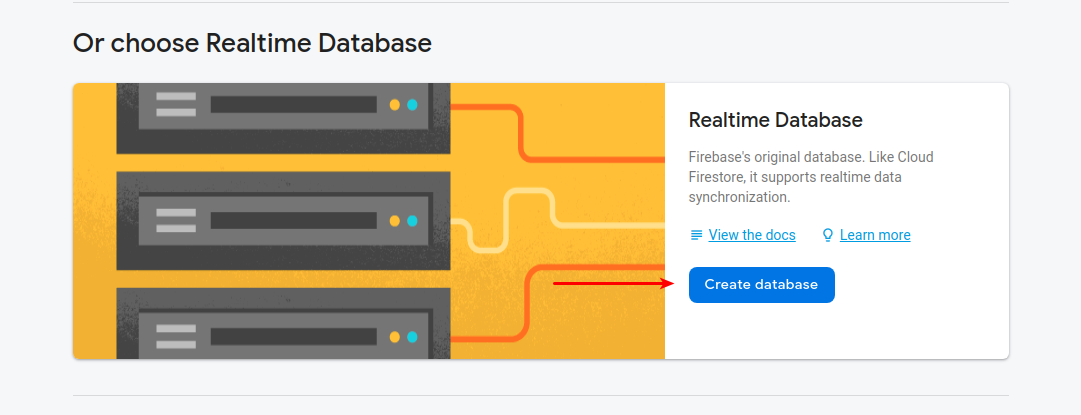 Or choose Realtime Database
Realtime Database
Firebase's original database. Like Cloud
Firestore, it supports realtime data
synchronization.
View the docs Learn more
Create database